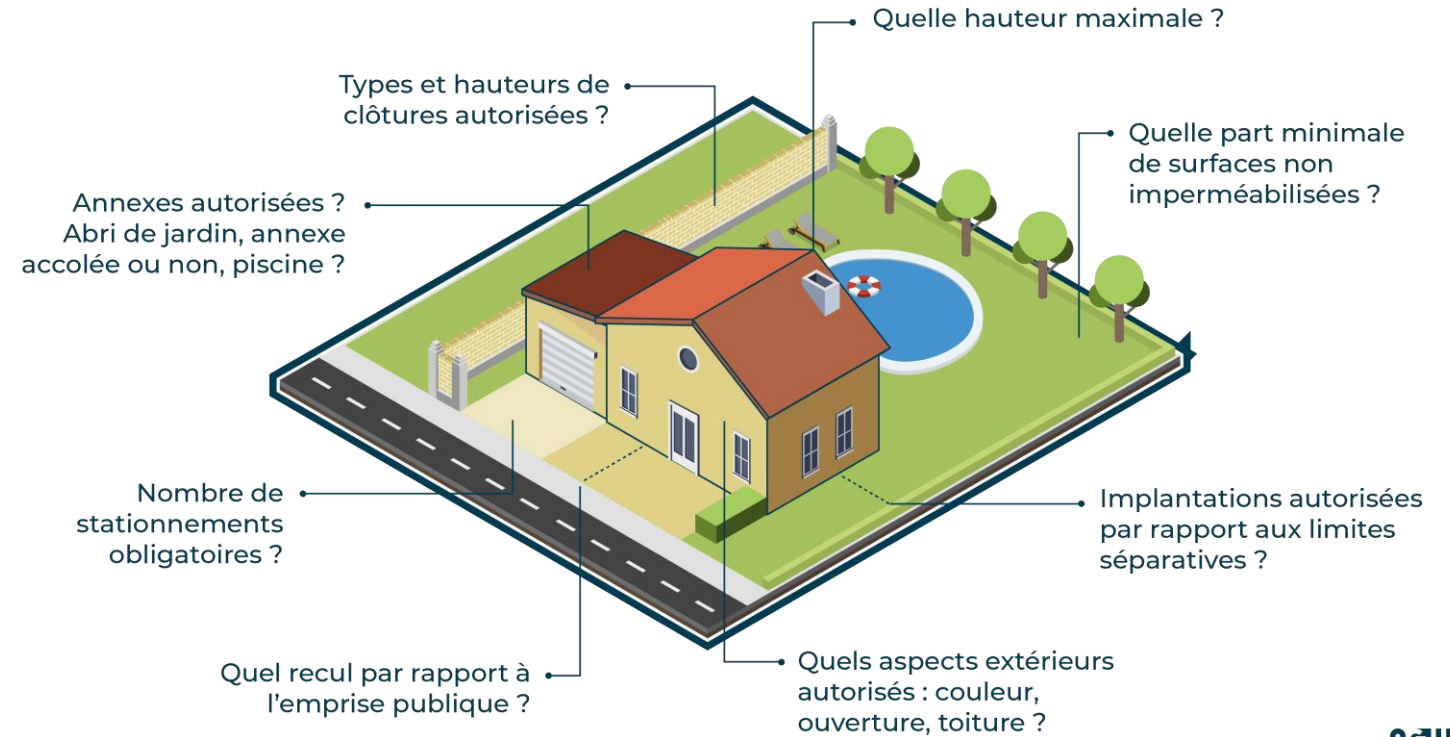 Quelle hauteur maximale ?
Types et hauteurs de
clôtures autorisées ?
Quelle part minimale
de surfaces non
imperméabilisées ?
Annexes autorisées ?
Abri de jardin, annexe
accolée ou non, piscine ?
Nombre de
stationnements
obligatoires ?
Implantations autorisées
par rapport aux limites
séparatives ?
Quel recul par rapport à
l'emprise publique ?
Quels aspects extérieurs
autorisés : couleur,
ouverture, toiture ?